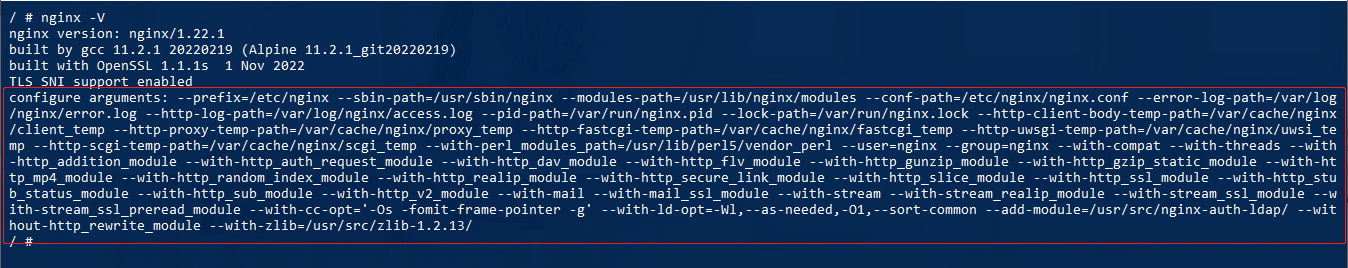 / # nginx -V
nginx version: nginx/1.22.1
built by gcc 11.2.1 20220219 (Alpine 11.2.1_git20220219)
built with OpenSSL 1.1.1s  1 Nov 2022
TLS SNI support enabled
configure arguments: --prefix=/etc/nginx --sbin-path=/usr/sbin/nginx --modules-path=/usr/lib/nginx/modules --conf-path=/etc/nginx/nginx.conf --error-log-path=/var/log
/nginx/error.log --http-log-path=/var/log/nginx/access.log --pid-path=/var/run/nginx.pid --lock-path=/var/run/nginx.lock --http-client-body-temp-path=/var/cache/nginx
/client_temp --http-proxy-temp-path=/var/cache/nginx/proxy_temp --http-fastcgi-temp-path=/var/cache/nginx/fastcgi_temp --http-uwsgi-temp-path=/var/cache/nginx/uwsi_te
mp --http-scgi-temp-path=/var/cache/nginx/scgi_temp --with-perl_modules_path=/usr/lib/perl5/vendor_perl --user=nginx --group=nginx --with-compat --with-threads --with
-http_addition_module --with-http_auth_request_module --with-http_dav_module --with-http_flv_module --with-http_gunzip_module --with-http_gzip_static_module --with-ht
tp_mp4_module --with-http_random_index_module --with-http_realip_module --with-http_secure_link_module --with-http_slice_module --with-http_ssl_module --with-http_stu
b_status_module --with-http_sub_module --with-http_v2_module --with-mail --with-mail_ssl_module --with-stream --with-stream_realip_module --with-stream_ssl_module --w
ith-stream_ssl_preread_module --with-cc-opt='-Os -fomit-frame-pointer -g' --with-ld-opt=-Wl,--as-needed,-O1,--sort-common --add-module=/usr/src/nginx-auth-ldap/ --wit
hout-http_rewrite_module --with-zlib=/usr/src/zlib-1.2.13/
/ #